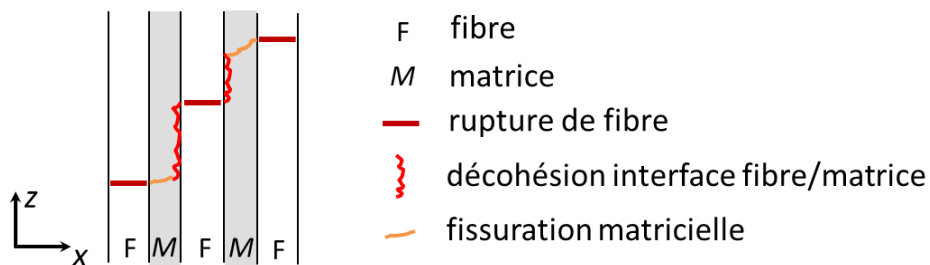 F fibre
M matrice
rupture de fibre
décohésion interface fibre/matrice
fissuration matricielle
z
x
F M F M F